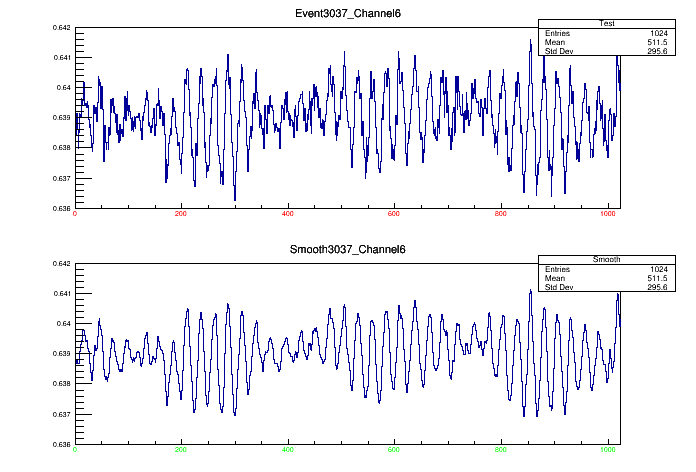 Event3037_Channel6
Test
Entries 1024
Mean 511.5
Std Dev 295.6
0.642
0.641
0.64
0.639
0.638
0.637
0.636
0 200 400 600 800 1000
Smooth3037_Channel6
Smooth
Entries 1024
Mean 511.5
Std Dev 295.6
0.642
0.641
0.64
0.639
0.638
0.637
0.636
0 200 400 600 800 1000